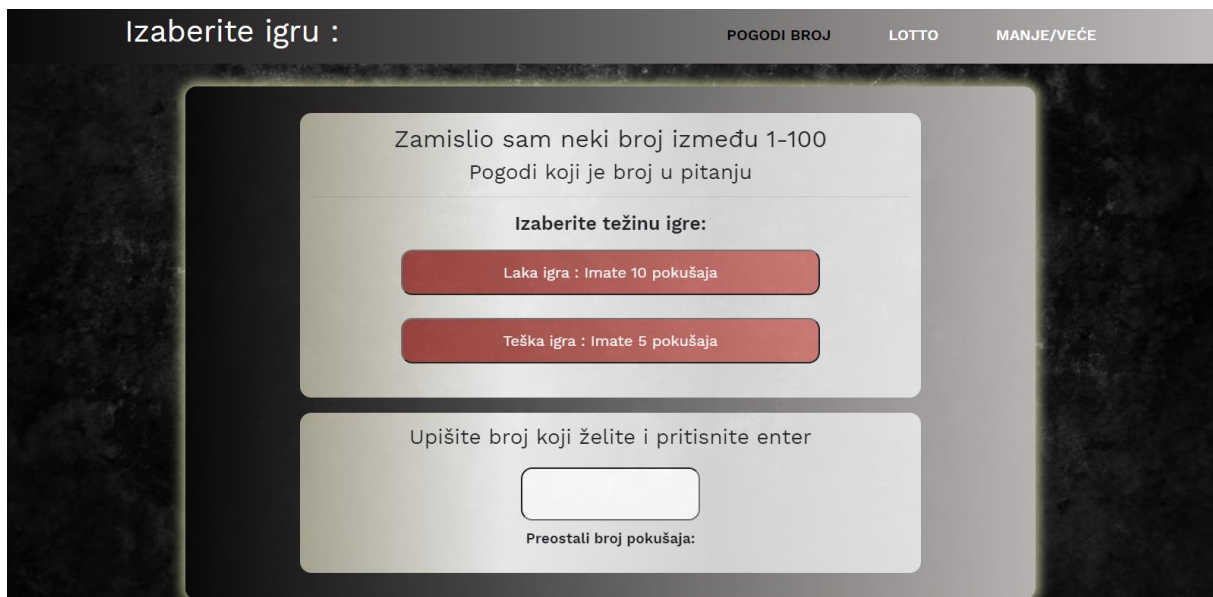 Izaberite igru :
POGODI BROJ LOTTO MANJE/VEĆE
Zamislio sam neki broj između 1-100
Pogodi koji je broj u pitanju
Izaberite težinu igre:
Laka igra : Imate 10 pokušaja
Teška igra : Imate 5 pokušaja
Upišite broj koji želite i pritisnite enter
Preostali broj pokušaja: